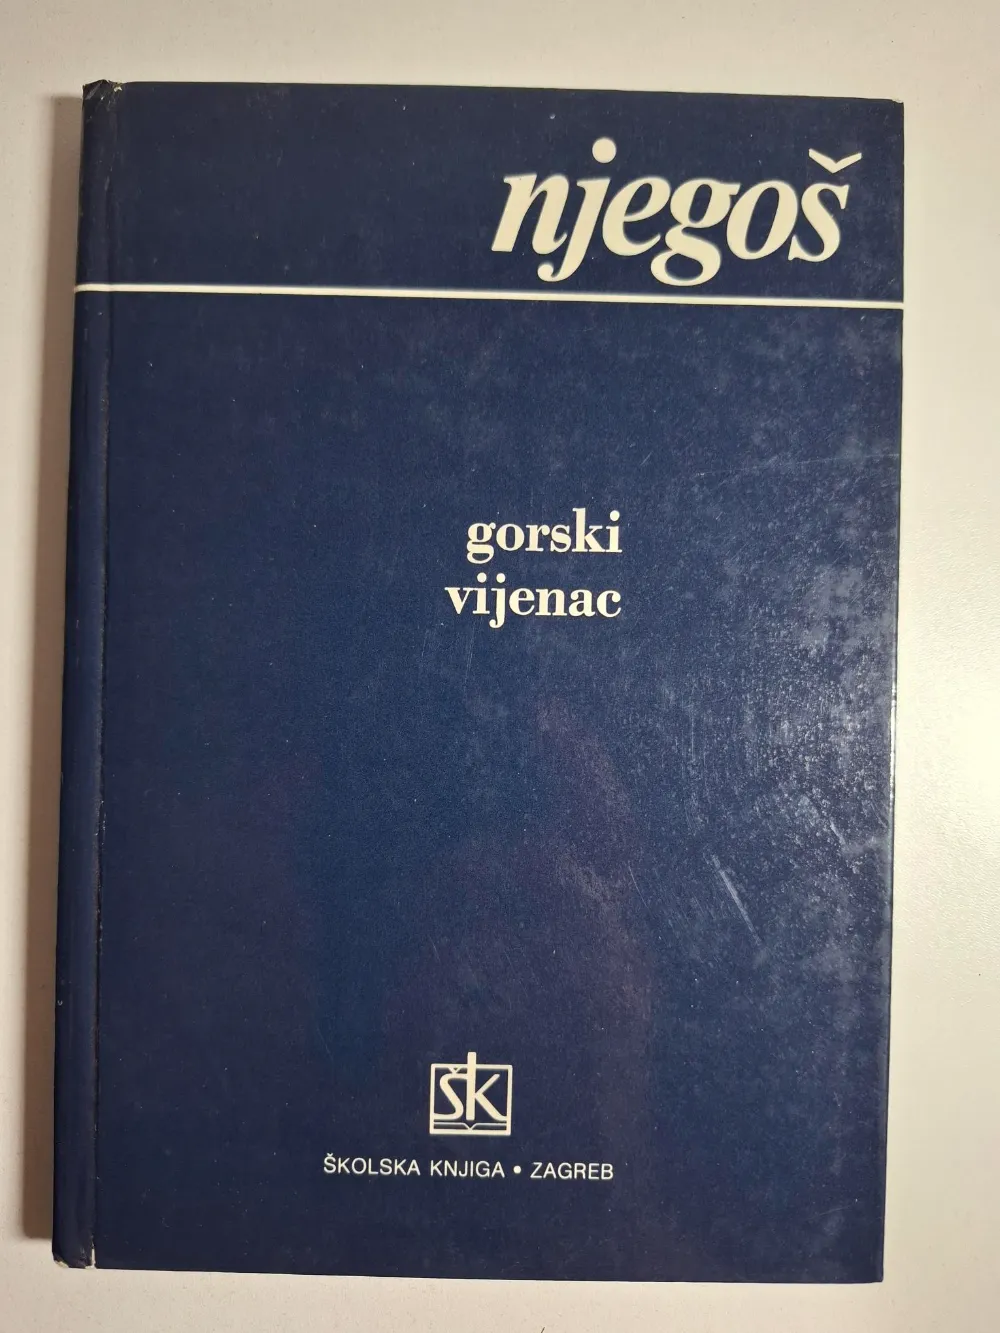 njegoš
gorski
vijenac
ŠK
ŠKOLSKA KNJIGA • ZAGREB